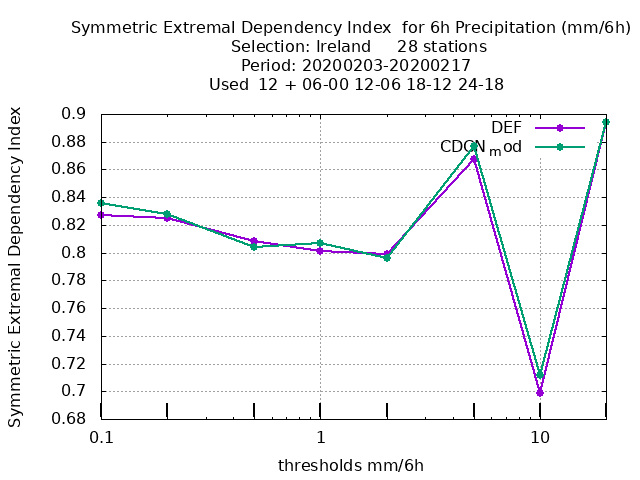 Symmetric Extremal Dependency Index  for 6h Precipitation (mm/6h)
Selection: Ireland     28 stations
Period: 20200203-20200217
Used  12 + 06-00 12-06 18-12 24-18
Symmetric Extremal Dependency Index
0.9
0.88
0.86
0.84
0.82
0.8
0.78
0.76
0.74
0.72
0.7
0.68
DEF
CDCN_mod
0.1
1
10
thresholds mm/6h